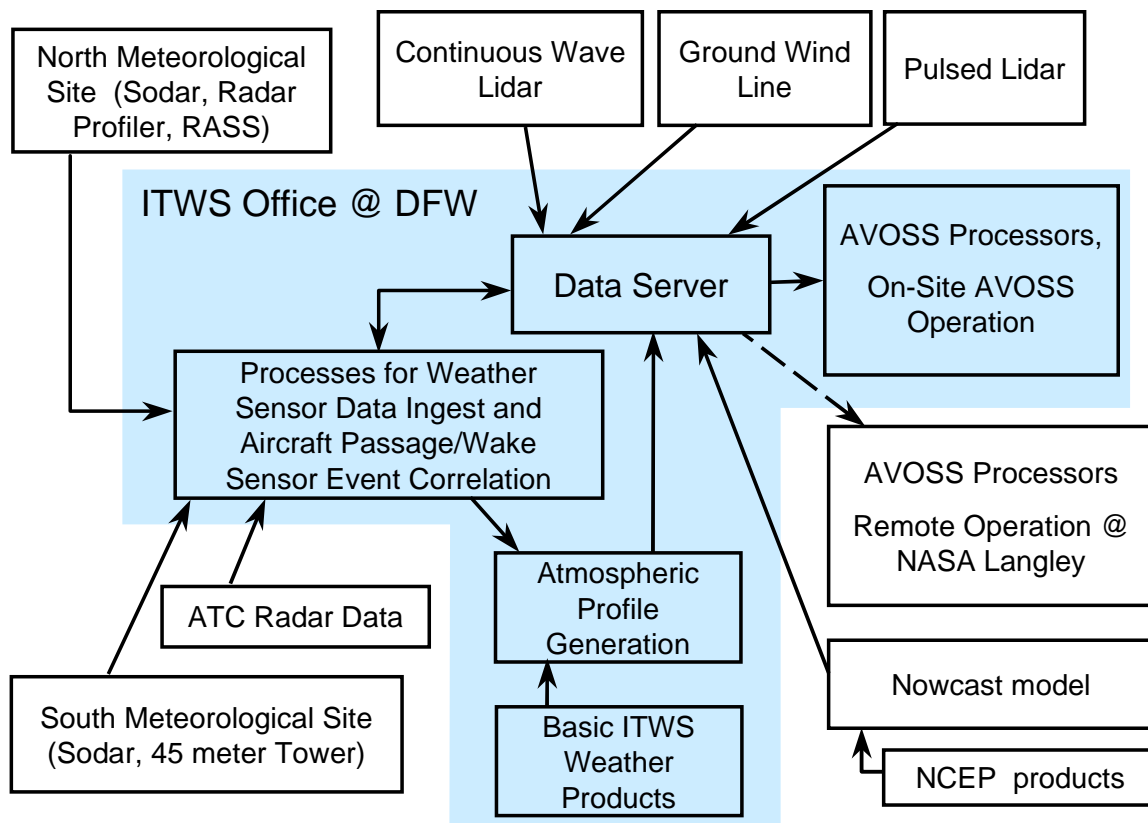 North Meteorological
Site (Sodar, Radar
Profiler, RASS)
Continuous Wave
Lidar
Ground Wind
Line
Pulsed Lidar
ITWS Office @ DFW
Data Server
AVOSS Processors,
On-Site AVOSS
Operation
Processes for Weather
Sensor Data Ingest and
Aircraft Passage/Wake
Sensor Event Correlation
AVOSS Processors
Remote Operation @
NASA Langley
ATC Radar Data
Atmospheric
Profile
Generation
South Meteorological Site
(Sodar, 45 meter Tower)
Basic ITWS
Weather
Products
Nowcast model
NCEP products